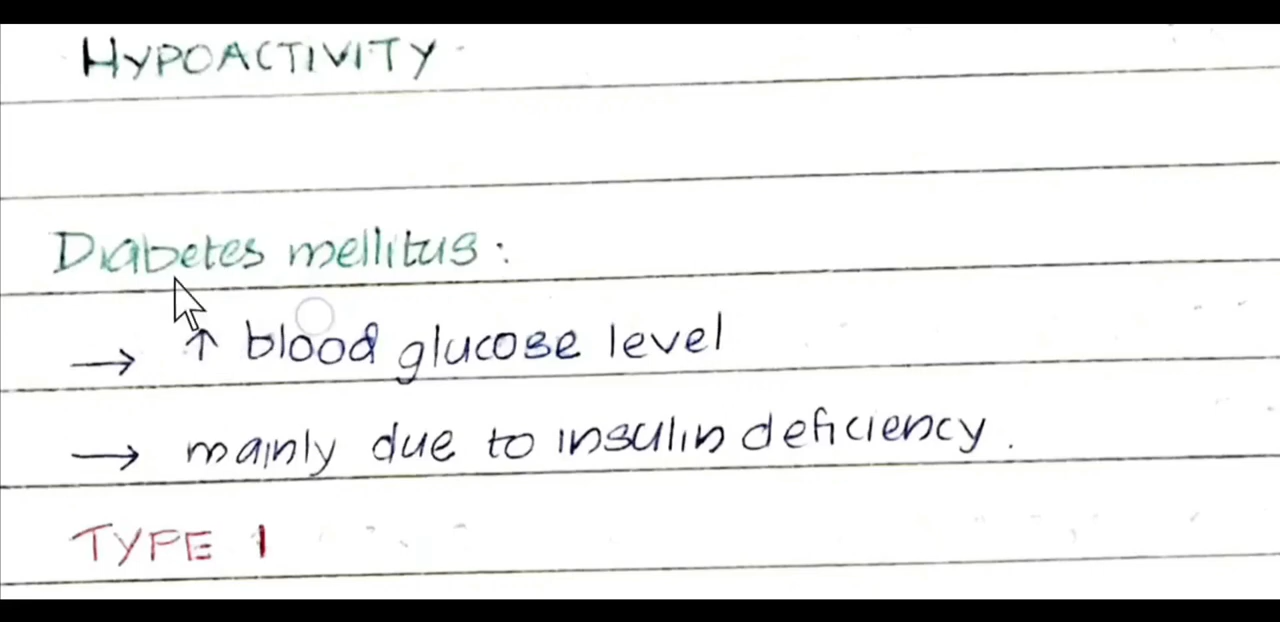 HYPOACTIVITY
Diabetes mellitus :
→ ↑ blood glucose level
→ mainly due to insulin deficiency.
TYPE 1